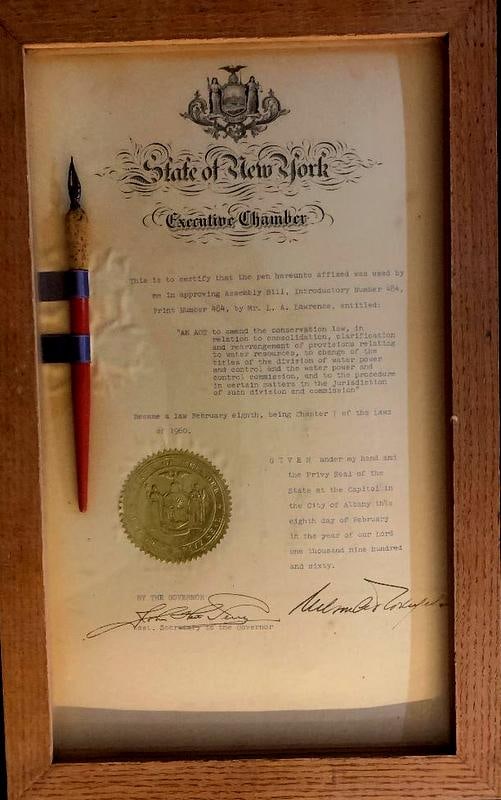 State of New York
Executive Chamber
This is to certify that the pen hereunto affixed was used by
me in approving Assembly Bill, Introductory Number 484,
Print Number 484, by Mr. L. A. Lawrence, entitled:
"AN ACT to amend the conservation law, in
relation to consolidation, clarification
and rearrangement of provisions relating
to water resources, to change of the
titles of the division of water power
and control and the water power and
control commission, and to the procedure
in certain matters in the jurisdiction
of such division and commission"
Became a law February eighth, being Chapter 7 of the Laws
of 1960.
G I V E N under my hand and
the Privy Seal of the
State at the Capitol in
the City of Albany this
eighth day of February
in the year of our Lord
one thousand nine hundred
and sixty.
BY THE GOVERNOR
Asst. Secretary to the Governor